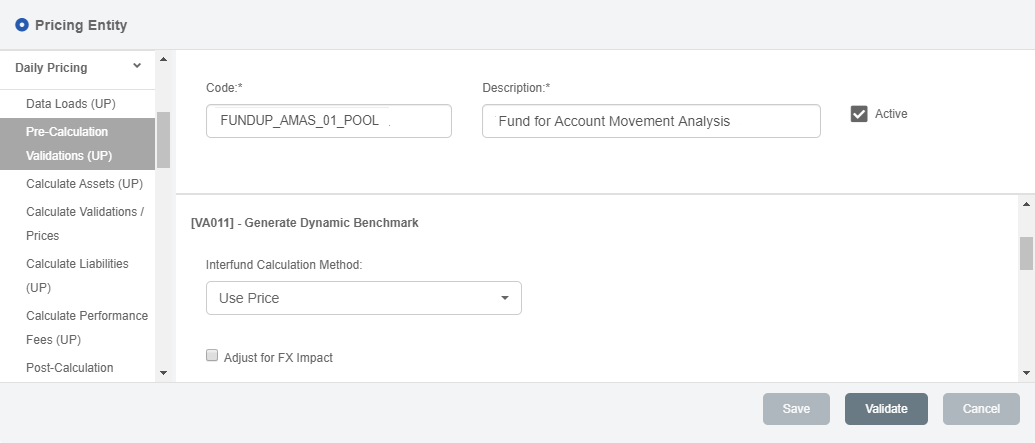 Pricing Entity
Daily Pricing
Data Loads (UP)
Pre-Calculation
Validations (UP)
Calculate Assets (UP)
Calculate Validations /
Prices
Calculate Liabilities
(UP)
Calculate Performance
Fees (UP)
Post-Calculation
Code:*
Description:*
FUNDUP_AMAS_01_POOL
Fund for Account Movement Analysis
Active
[VA011] - Generate Dynamic Benchmark
Interfund Calculation Method:
Use Price
Adjust for FX Impact
Save
Validate
Cancel